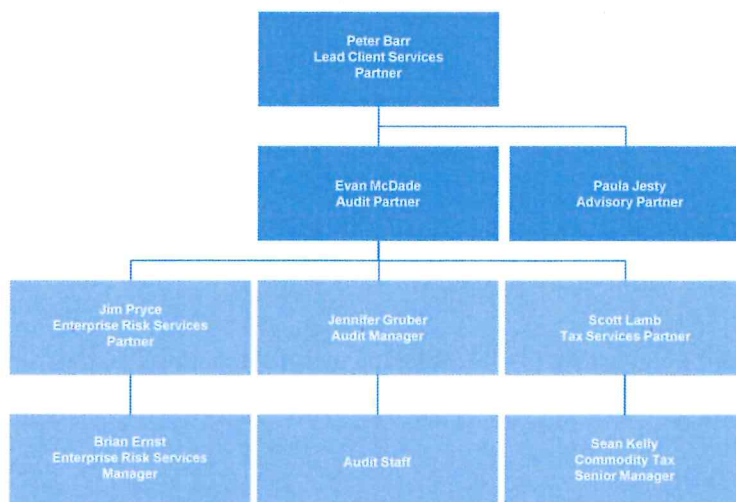 Peter Barr
Lead Client Services
Partner
Evan McDade
Audit Partner
Paula Jesty
Advisory Partner
Jim Pryce
Enterprise Risk Services
Partner
Jennifer Gruber
Audit Manager
Scott Lamb
Tax Services Partner
Brian Ernst
Enterprise Risk Services
Manager
Audit Staff
Sean Kelly
Commodity Tax
Senior Manager